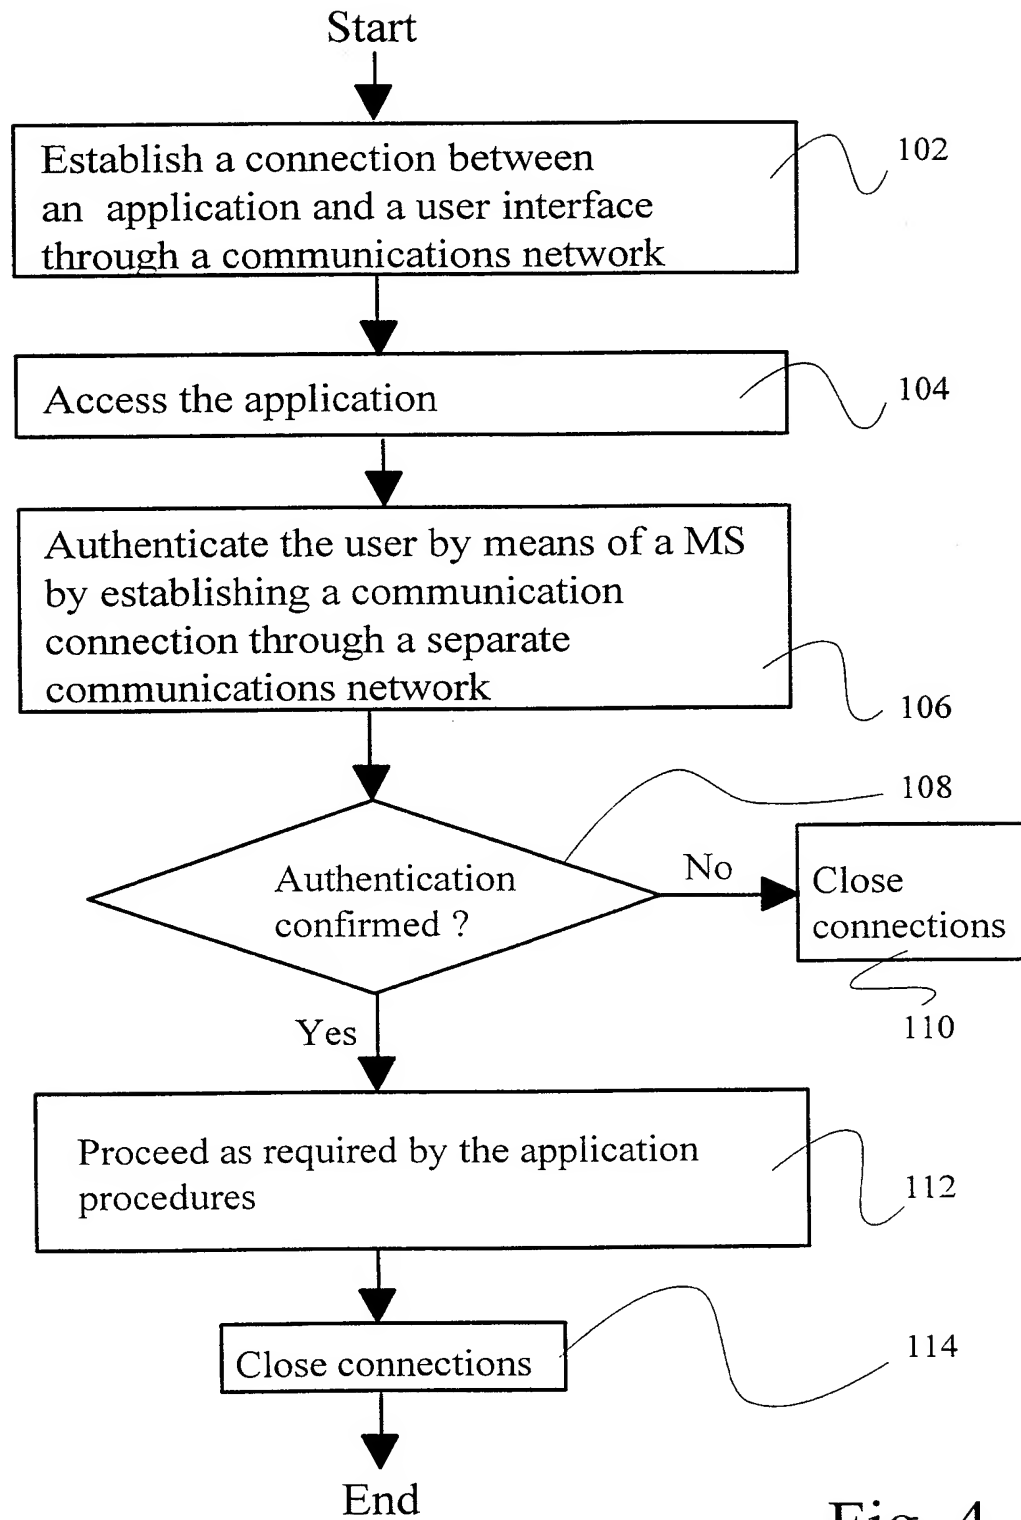 Start
Establish a connection between
an application and a user interface
through a communications network
102
Access the application
104
Authenticate the user by means of a MS
by establishing a communication
connection through a separate
communications network
106
108
Authentication
confirmed ?
No
Close
connections
110
Yes
Proceed as required by the application
procedures
112
Close connections
114
End
Fig. 4